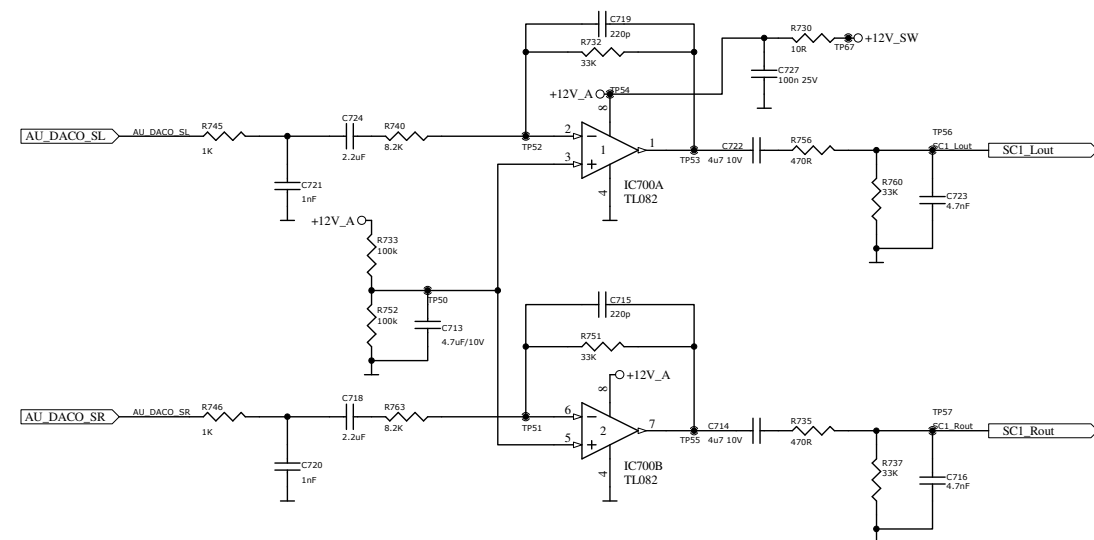 C719
220p
R732
33K
R730
10R
TP67
+12V_SW
C727
100n 25V
+12V_A
TP54
8
AU_DACO_SL
AU_DACO_SL
R745
1K
C724
2.2uF
R740
8.2K
TP52
2
3
1
1
4
IC700A
TL082
TP53
C722
4u7 10V
R756
470R
TP56
SC1_Lout
SC1_Lout
R760
33K
C723
4.7nF
C721
1nF
+12V_A
R733
100k
R752
100k
TP50
C713
4.7uF/10V
C715
220p
R751
33K
+12V_A
8
AU_DACO_SR
AU_DACO_SR
R746
1K
C718
2.2uF
R763
8.2K
TP51
6
5
2
7
4
IC700B
TL082
TP55
C714
4u7 10V
R735
470R
TP57
SC1_Rout
SC1_Rout
R737
33K
C716
4.7nF
C720
1nF